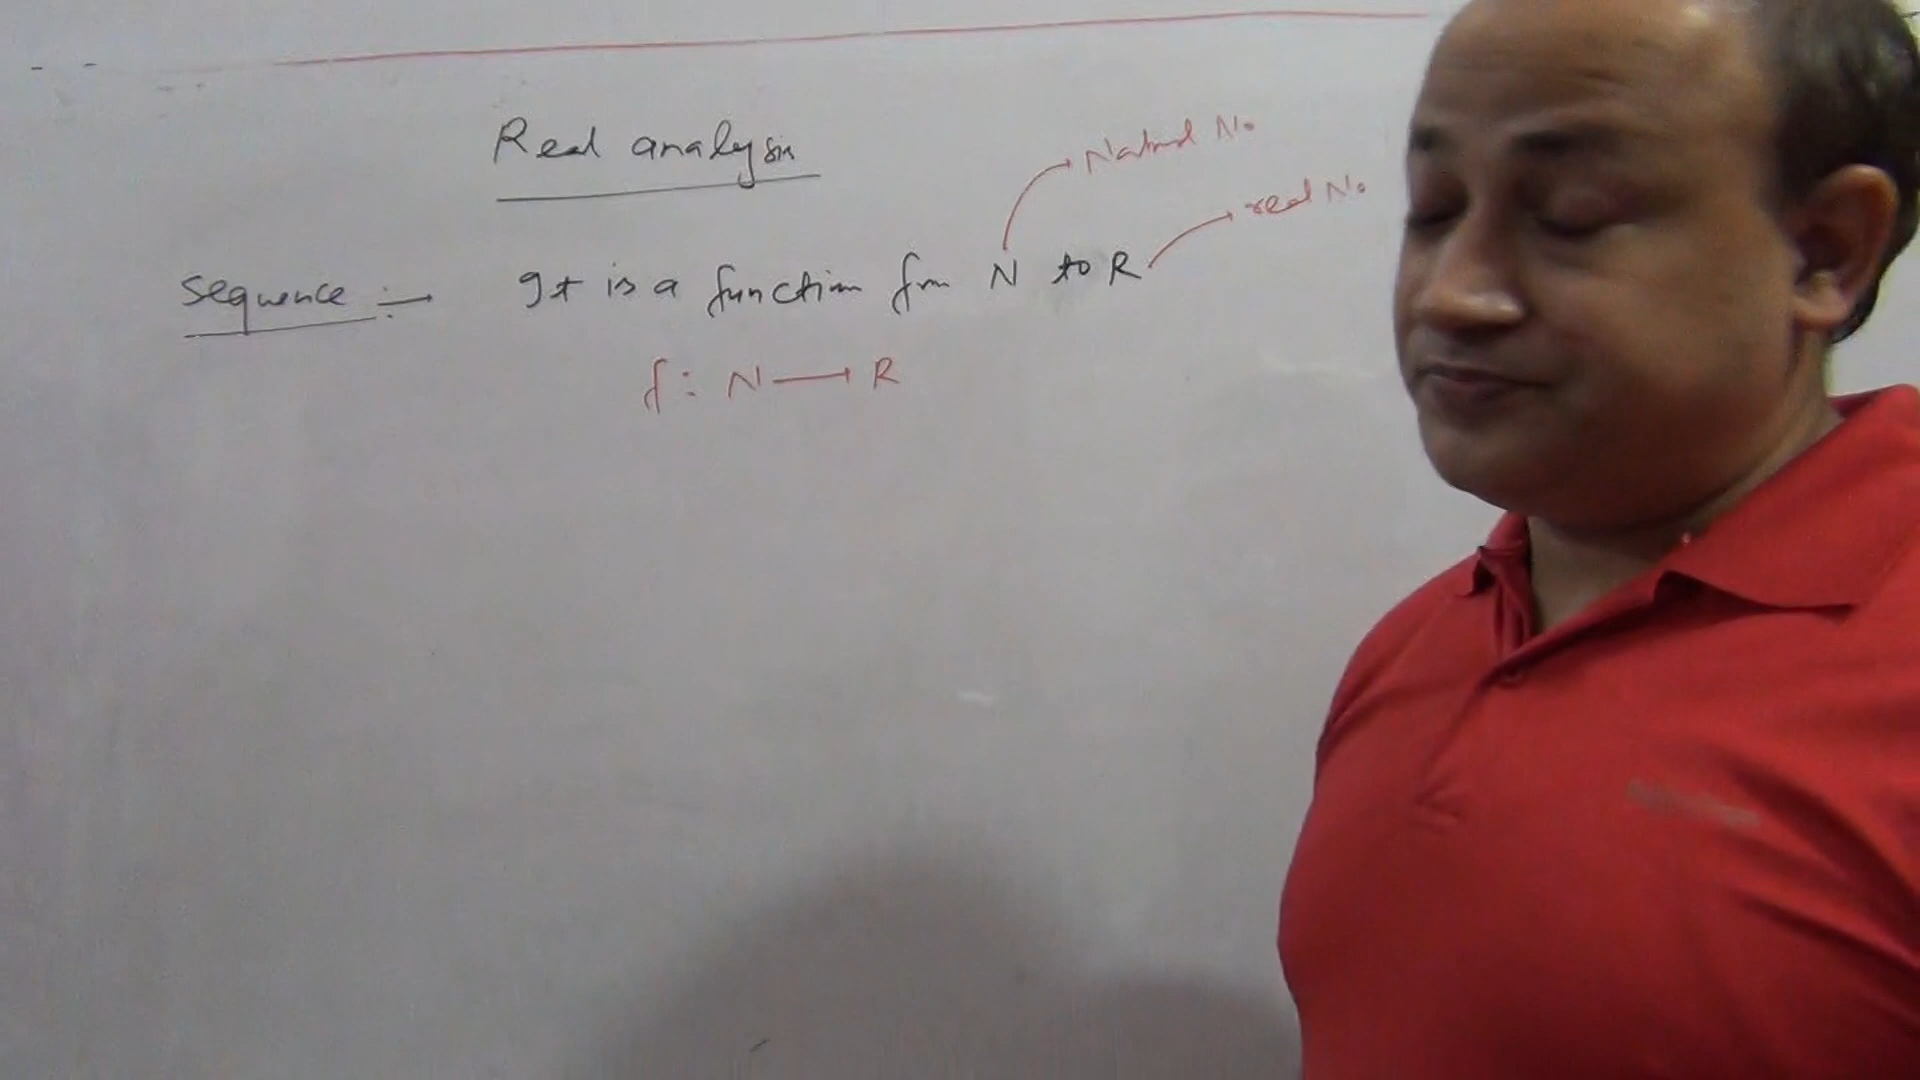 Real analysis
Natural No.
real No.
Sequence :→ It is a function from N to R
f: N → R